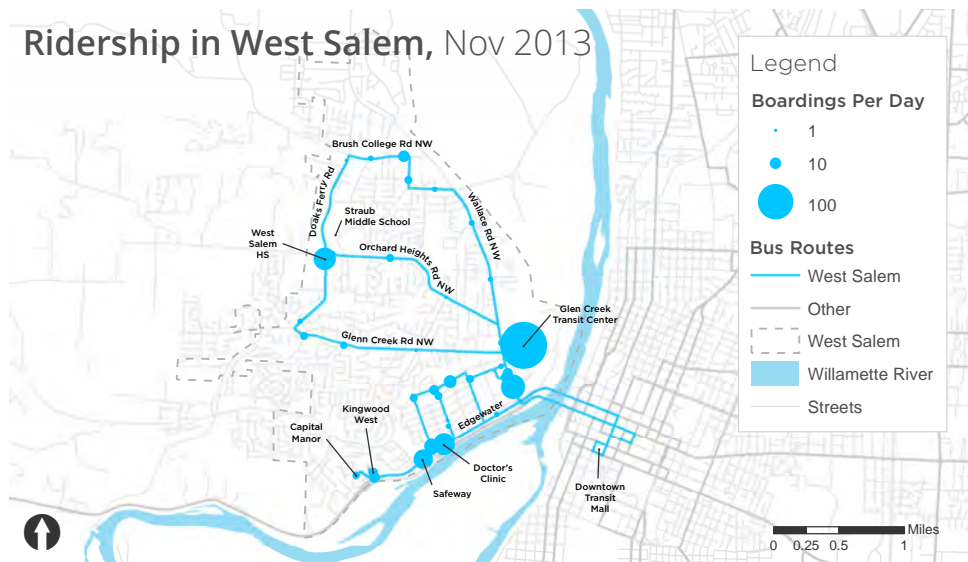 Ridership in West Salem, Nov 2013
Legend
Boardings Per Day
1
10
100
Bus Routes
West Salem
Other
West Salem
Willamette River
Streets
Brush College Rd NW
Doaks Ferry Rd
Straub
Middle School
West
Salem
HS
Orchard Heights Rd NW
Wallace Rd NW
Glen Creek
Transit Center
Glenn Creek Rd NW
Kingwood
West
Capital
Manor
Edgewater
Doctor's
Clinic
Safeway
Downtown
Transit
Mall
Miles
0 0.25 0.5 1